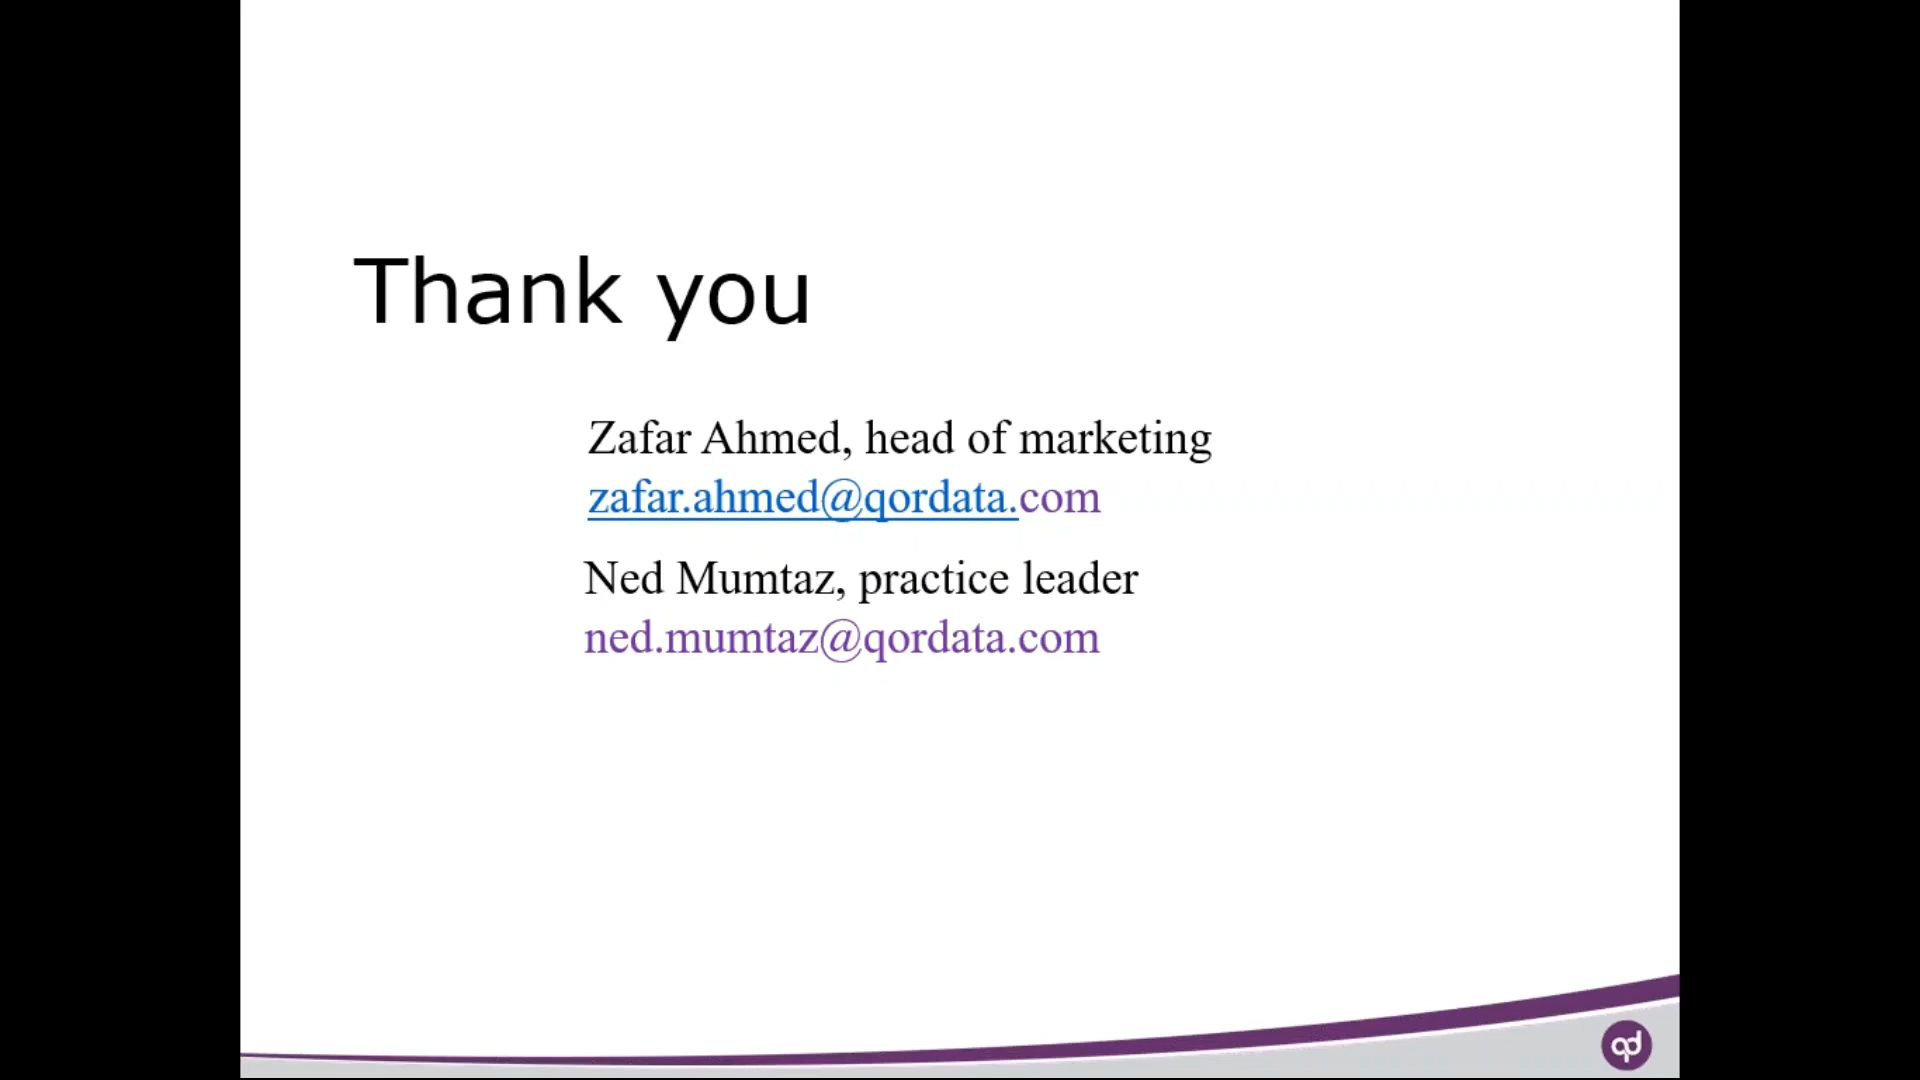 Thank you
Zafar Ahmed, head of marketing
zafar.ahmed@qordata.com
Ned Mumtaz, practice leader
ned.mumtaz@qordata.com
qd